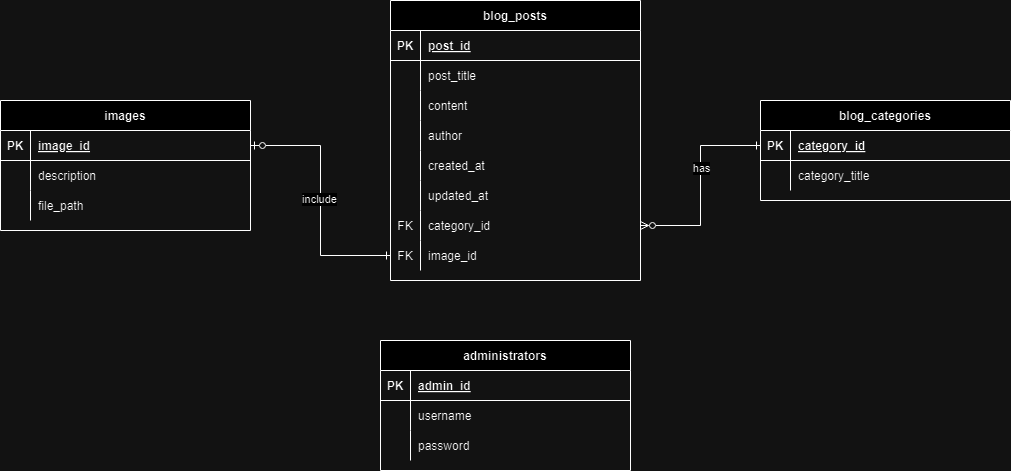 blog_posts
PK post_id
post_title
content
author
created_at
updated_at
FK category_id
FK image_id
images
PK image_id
description
file_path
include
has
blog_categories
PK category_id
category_title
administrators
PK admin_id
username
password